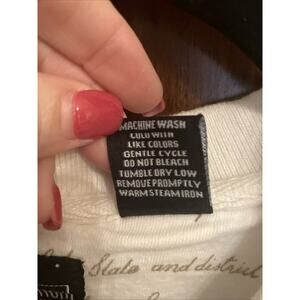 MACHINE WASH
COLD WITH
LIKE COLORS
GENTLE CYCLE
DO NOT BLEACH
TUMBLE DRY LOW
REMOVE PROMPTLY
WARM STEAM IRON
State and district